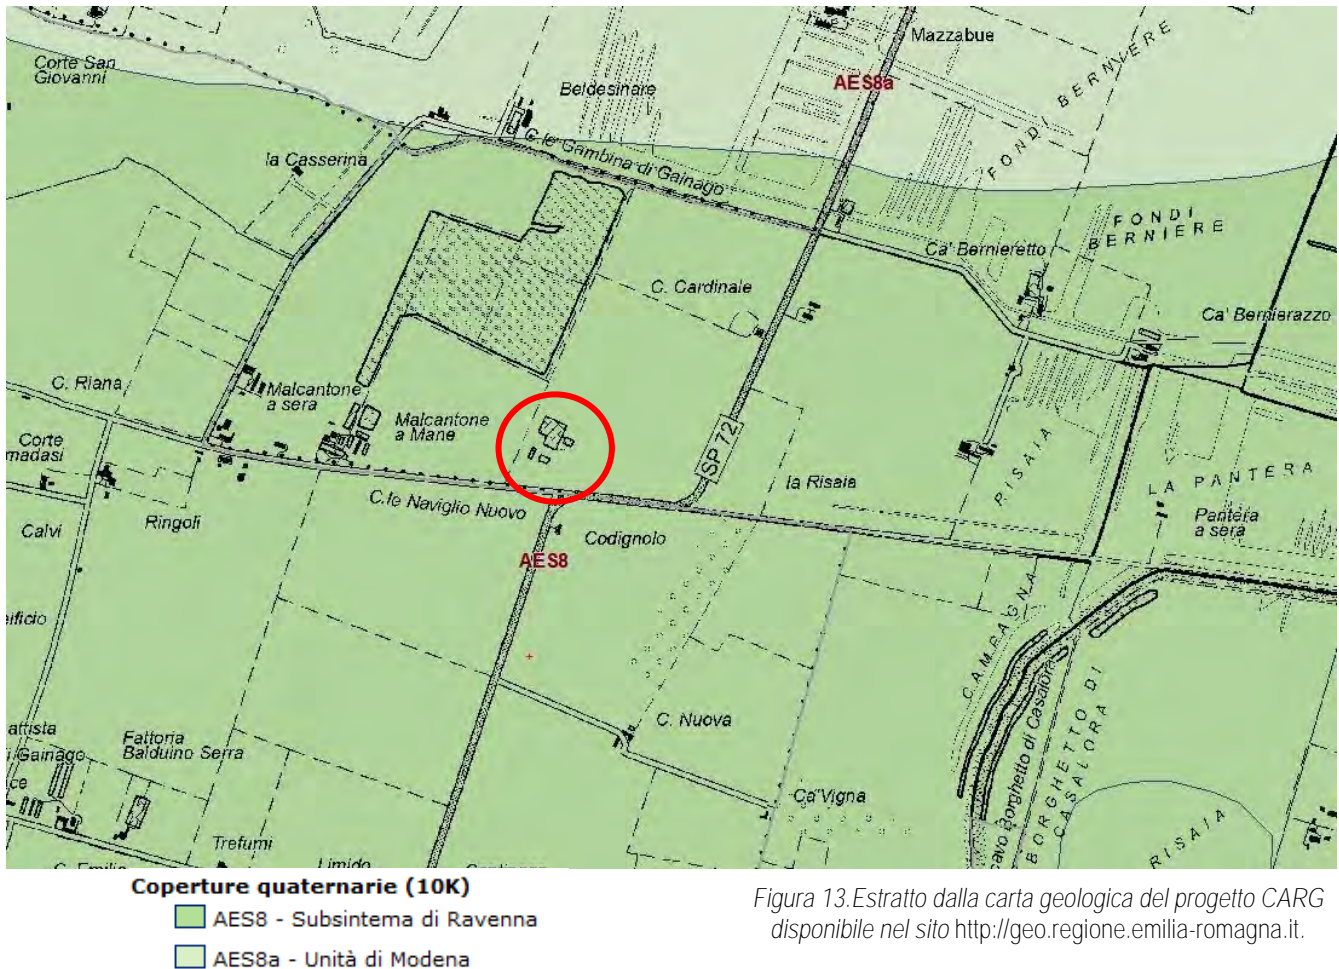 Mazzabue
Corte San
Giovanni
Beldesinare
AES8a
FONDI BERNIERE
C.le Gambina di Gainago
la Casserina
FONDI
BERNIERE
Ca' Bernieretto
C. Cardinale
Ca' Bernierazzo
C. Riana
Malcantone
a sera
Malcantone
a Mane
SP 72
Corte
RISAIA
LA PANTERA
la Risaia
Pantera
a sera
C.le Naviglio Nuovo
Ringoli
Calvi
Codignolo
AES8
CAMPAGNA
C. Nuova
Fattoria
Balduino Serra
Gainago
Cavo Borghetto di Casalora
BORGHETTO DI
CASALORA
Ca'Vigna
RISAIA
Trefumi
Limido
C. Emilia
Coperture quaternarie (10K)
AES8 - Subsintema di Ravenna
AES8a - Unità di Modena
Figura 13.Estratto dalla carta geologica del progetto CARG
disponibile nel sito http://geo.regione.emilia-romagna.it.